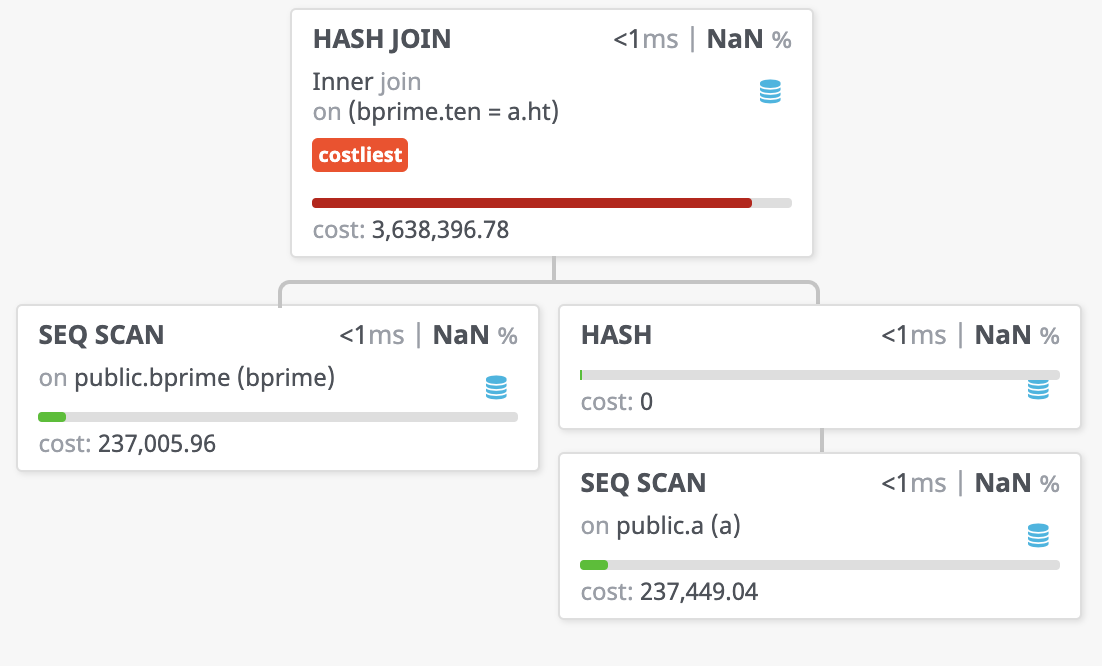 HASH JOIN <1ms | NaN %
Inner join
on (bprime.ten = a.ht)
costliest
cost: 3,638,396.78
SEQ SCAN <1ms | NaN %
on public.bprime (bprime)
cost: 237,005.96
HASH <1ms | NaN %
cost: 0
SEQ SCAN <1ms | NaN %
on public.a (a)
cost: 237,449.04